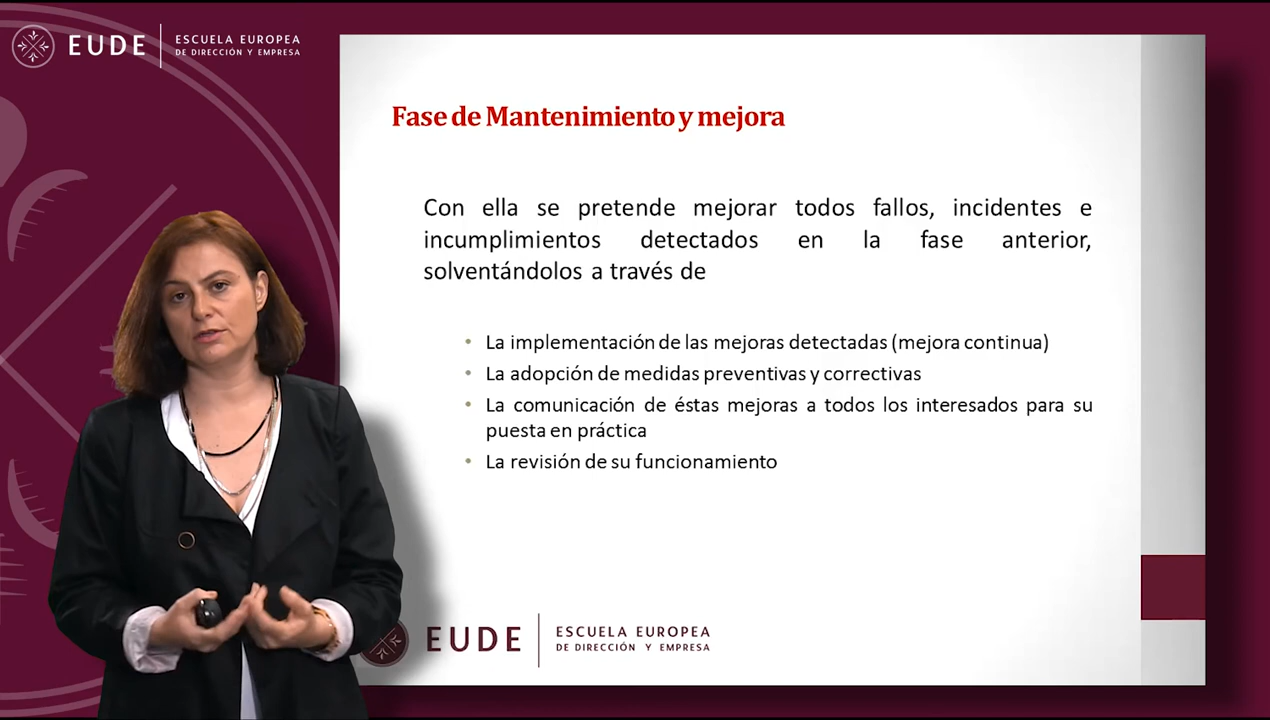 EUDE
ESCUELA EUROPEA
DE DIRECCIÓN Y EMPRESA
Fase de Mantenimiento y mejora
Con ella se pretende mejorar todos fallos, incidentes e
incumplimientos detectados en la fase anterior,
solventándolos a través de
• La implementación de las mejoras detectadas (mejora continua)
• La adopción de medidas preventivas y correctivas
• La comunicación de éstas mejoras a todos los interesados para su
puesta en práctica
• La revisión de su funcionamiento
EUDE
ESCUELA EUROPEA
DE DIRECCIÓN Y EMPRESA